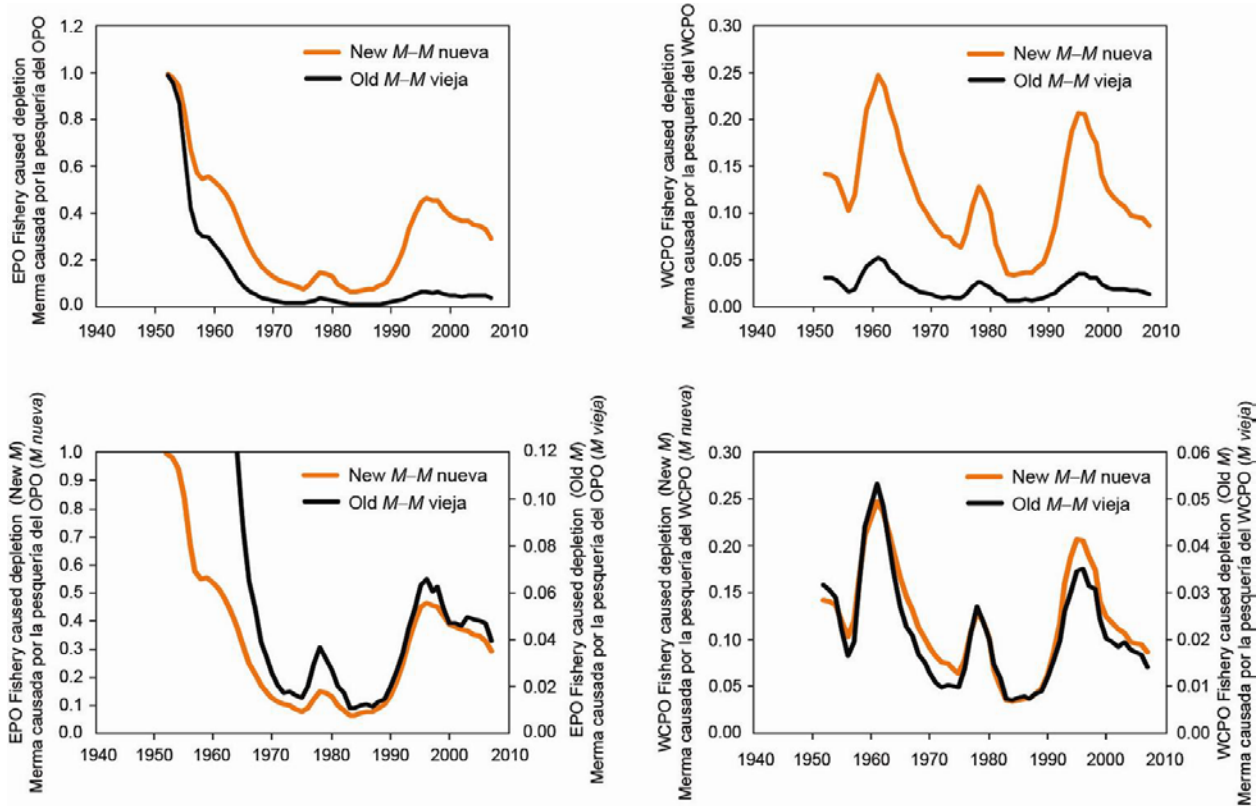 EPO Fishery caused depletion
Merma causada por la pesquería del OPO
1.2
1.0
0.8
0.6
0.4
0.2
0.0
New M–M nueva
Old M–M vieja
1940 1950 1960 1970 1980 1990 2000 2010
WCPO Fishery caused depletion
Merma causada por la pesquería del WCPO
0.30
0.25
0.20
0.15
0.10
0.05
0.00
New M–M nueva
Old M–M vieja
1940 1950 1960 1970 1980 1990 2000 2010
EPO Fishery caused depletion (New M)
Merma causada por la pesquería del OPO (M nueva)
1.0
0.9
0.8
0.7
0.6
0.5
0.4
0.3
0.2
0.1
0.0
New M–M nueva
Old M–M vieja
0.12
0.10
0.08
0.06
0.04
0.02
0.00
EPO Fishery caused depletion (Old M)
Merma causada por la pesquería del OPO (M vieja)
1940 1950 1960 1970 1980 1990 2000 2010
WCPO Fishery caused depletion (New M)
Merma causada por la pesquería del WCPO (M nueva)
0.30
0.25
0.20
0.15
0.10
0.05
0.00
New M–M nueva
Old M–M vieja
0.06
0.05
0.04
0.03
0.02
0.01
0.00
WCPO Fishery caused depletion (Old M)
Merma causada por la pesquería del WCPO (M vieja)
1940 1950 1960 1970 1980 1990 2000 2010